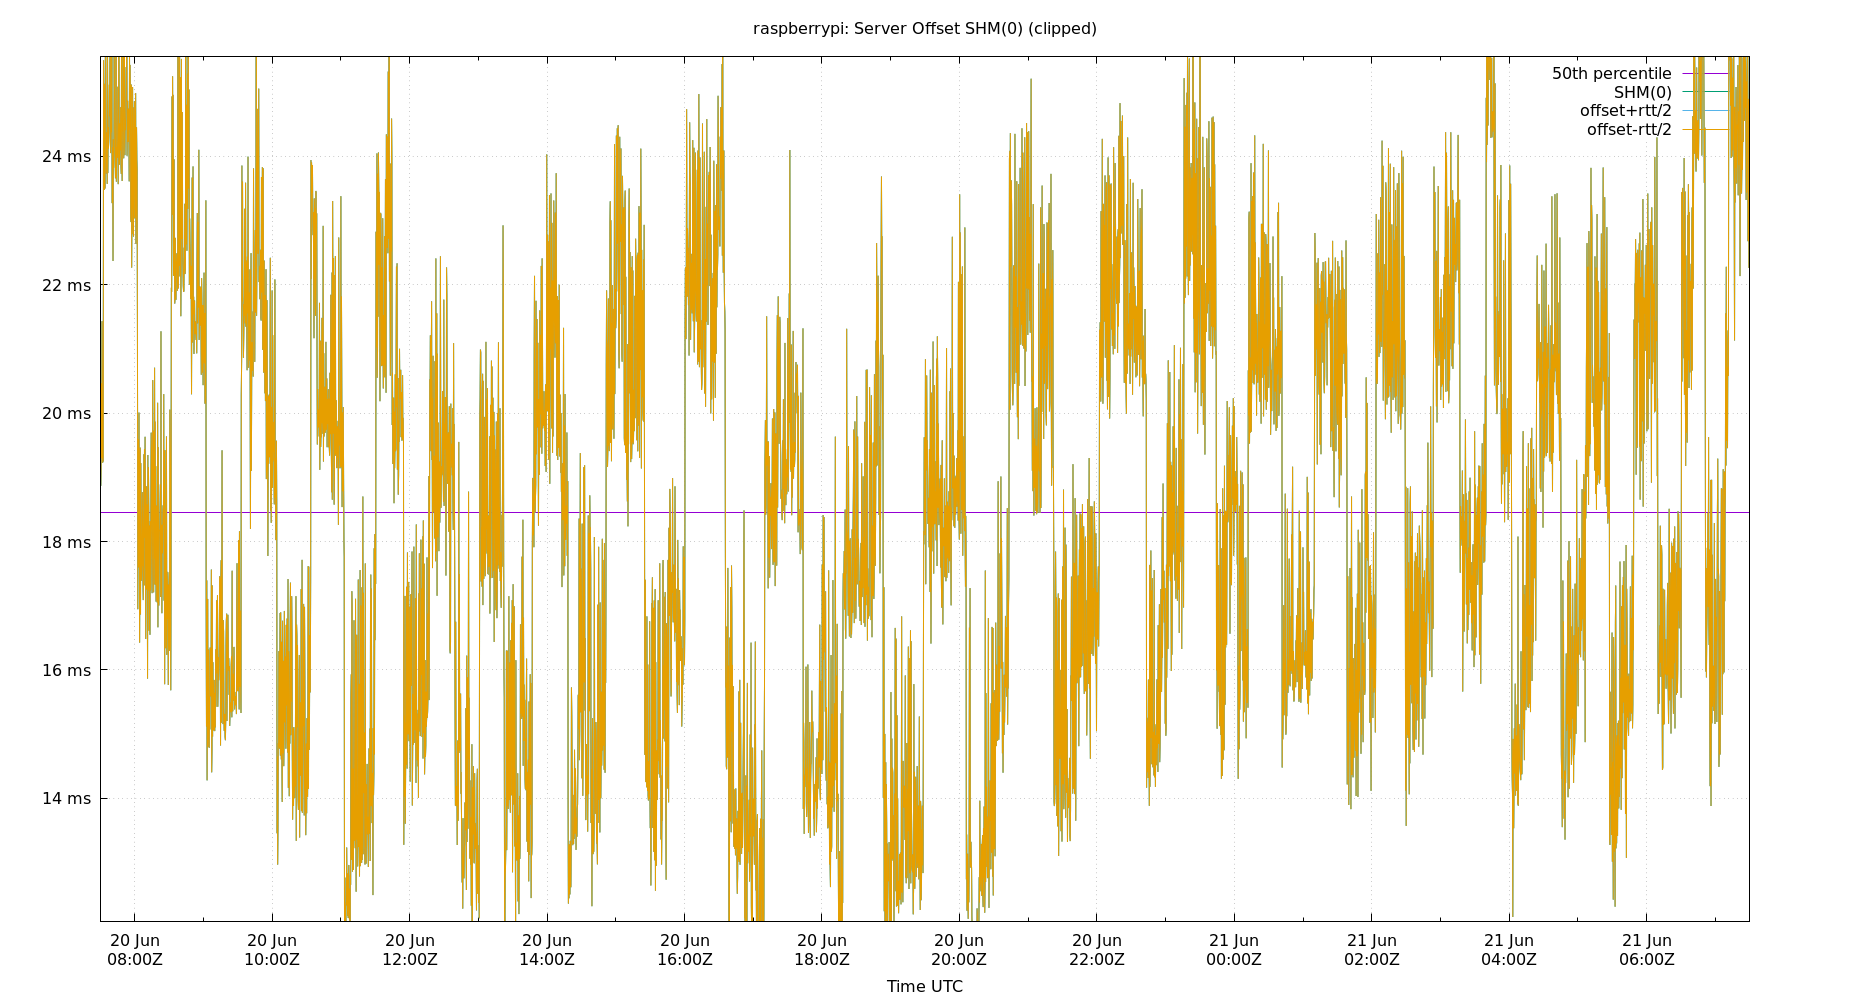 raspberrypi: Server Offset SHM(0) (clipped)
50th percentile
SHM(0)
offset+rtt/2
offset-rtt/2
24 ms
22 ms
20 ms
18 ms
16 ms
14 ms
20 Jun 20 Jun 20 Jun 20 Jun 20 Jun 20 Jun 20 Jun 20 Jun 21 Jun 21 Jun 21 Jun 21 Jun
08:00Z 10:00Z 12:00Z 14:00Z 16:00Z 18:00Z 20:00Z 22:00Z 00:00Z 02:00Z 04:00Z 06:00Z
Time UTC